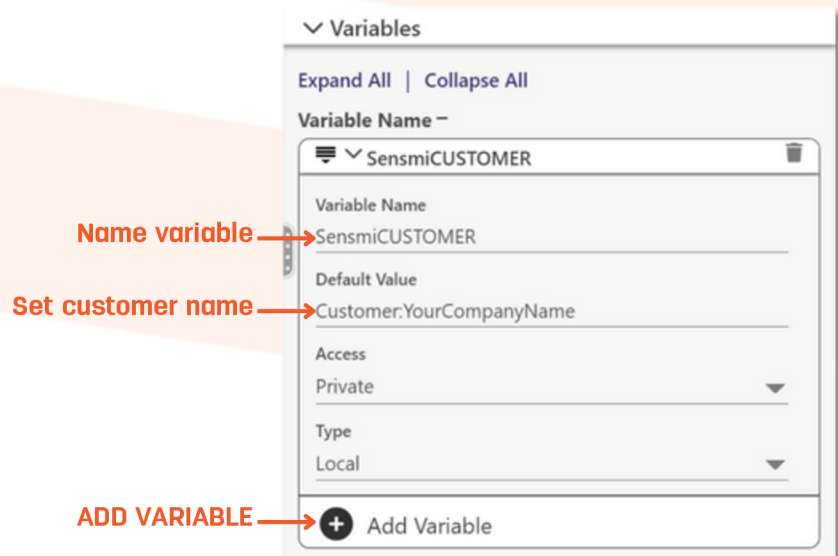 Variables
Expand All | Collapse All
Variable Name –
SensmiCUSTOMER
Variable Name
Name variable
SensmiCUSTOMER
Default Value
Set customer name
Customer:YourCompanyName
Access
Private
Type
Local
ADD VARIABLE
Add Variable